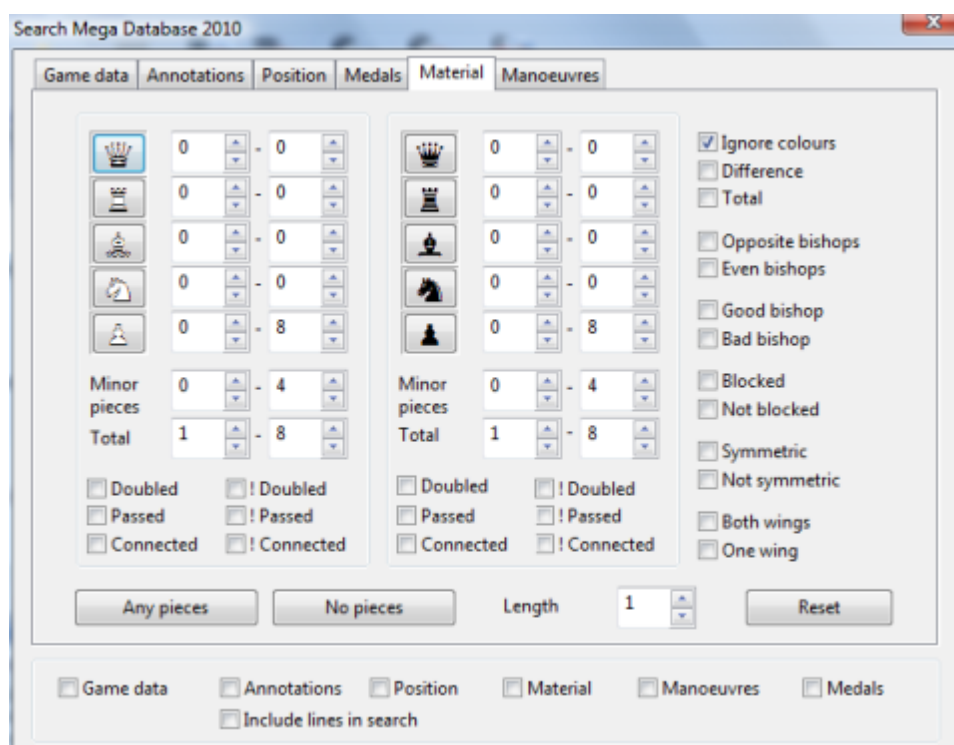 Search Mega Database 2010
Game data Annotations Position Medals Material Manoeuvres
0 - 0 0 - 0 Ignore colours
Difference
0 - 0 0 - 0 Total
0 - 0 0 - 0 Opposite bishops
Even bishops
0 - 0 0 - 0 Good bishop
0 - 8 0 - 8 Bad bishop
Minor pieces 0 - 4 Minor pieces 0 - 4 Blocked
Not blocked
Total 1 - 8 Total 1 - 8 Symmetric
Doubled ! Doubled Doubled ! Doubled Not symmetric
Passed ! Passed Passed ! Passed Both wings
Connected ! Connected Connected ! Connected One wing
Any pieces No pieces Length 1 Reset
Game data Annotations Position Material Manoeuvres Medals
Include lines in search